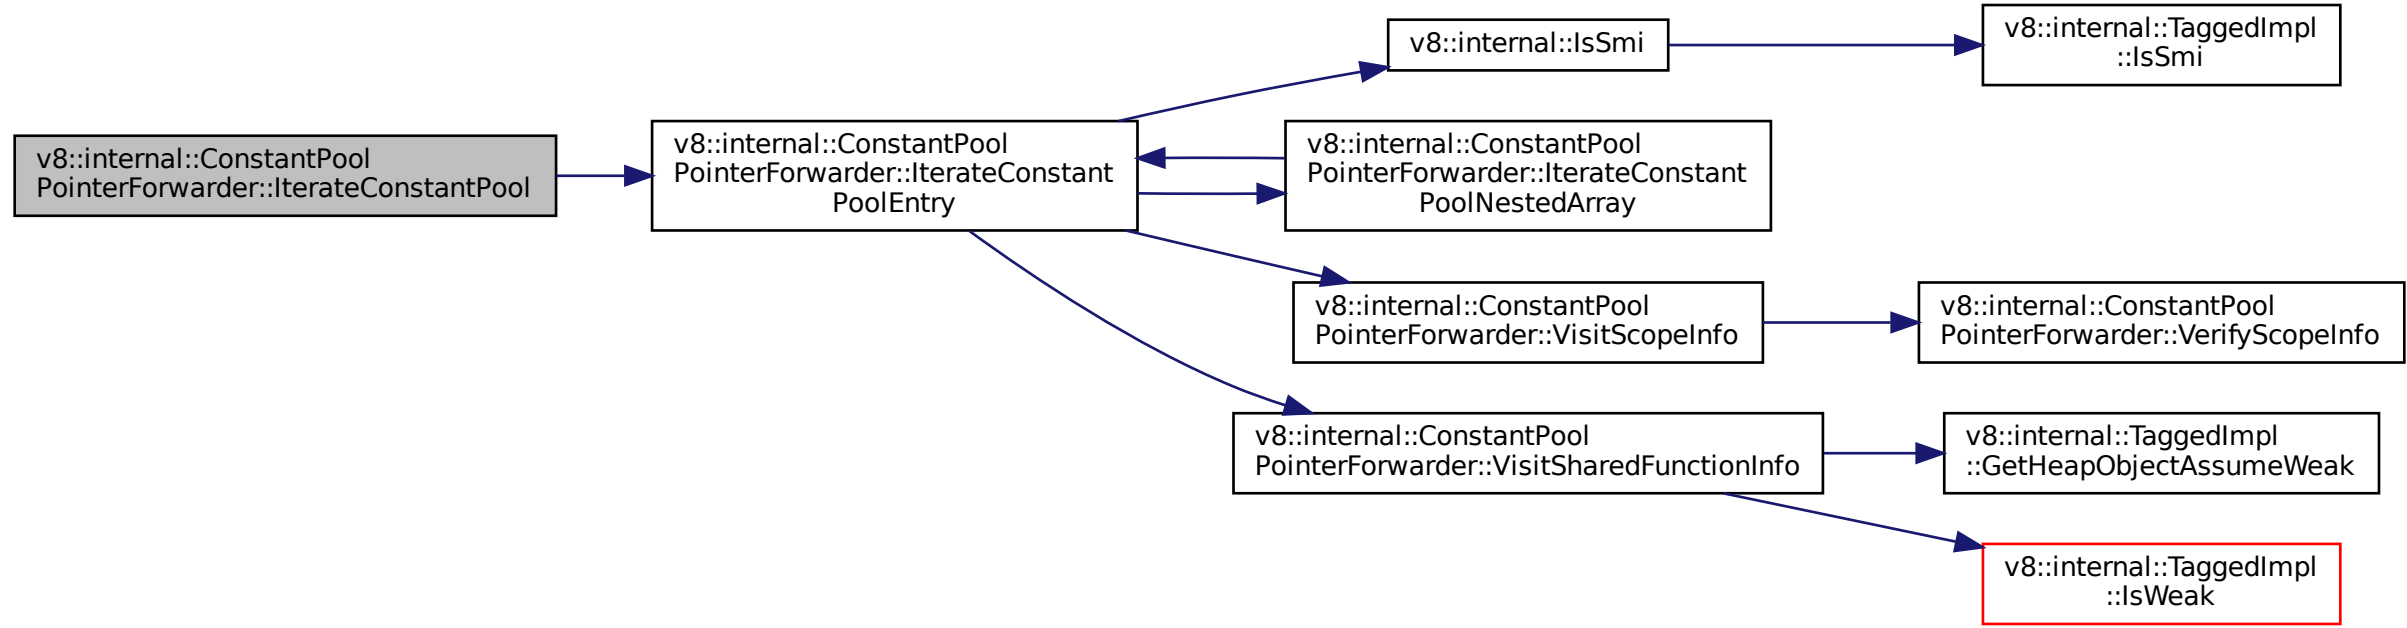 v8::internal::ConstantPool
PointerForwarder::IterateConstantPool
v8::internal::ConstantPool
PointerForwarder::IterateConstant
PoolEntry
v8::internal::IsSmi
v8::internal::TaggedImpl
::IsSmi
v8::internal::ConstantPool
PointerForwarder::IterateConstant
PoolNestedArray
v8::internal::ConstantPool
PointerForwarder::VisitScopeInfo
v8::internal::ConstantPool
PointerForwarder::VerifyScopeInfo
v8::internal::ConstantPool
PointerForwarder::VisitSharedFunctionInfo
v8::internal::TaggedImpl
::GetHeapObjectAssumeWeak
v8::internal::TaggedImpl
::IsWeak